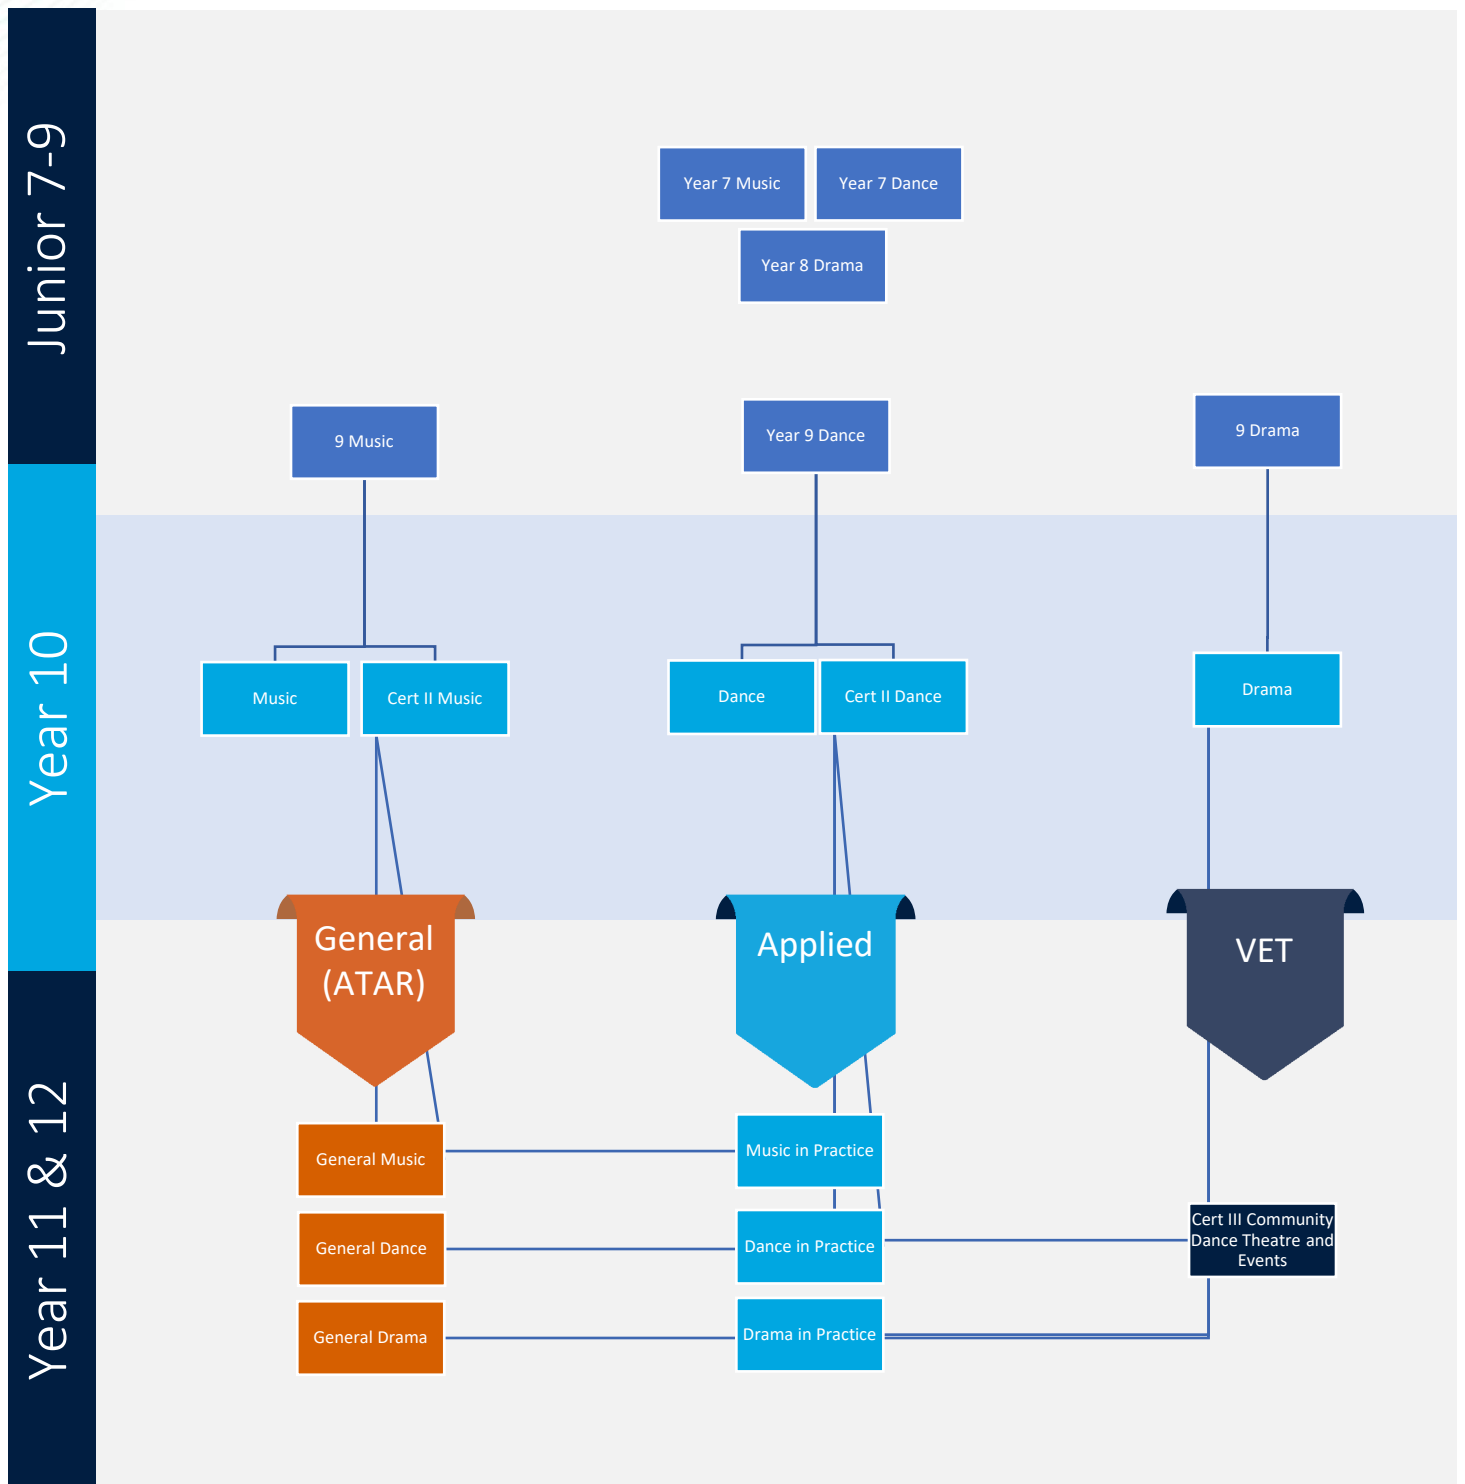 Junior 7-9
Year 7 Music
Year 7 Dance
Year 8 Drama
9 Music
Year 9 Dance
9 Drama
Year 10
Music
Cert II Music
Dance
Cert II Dance
Drama
General
(ATAR)
Applied
VET
Year 11 & 12
General Music
Music in Practice
General Dance
Dance in Practice
Cert III Community
Dance Theatre and
Events
General Drama
Drama in Practice